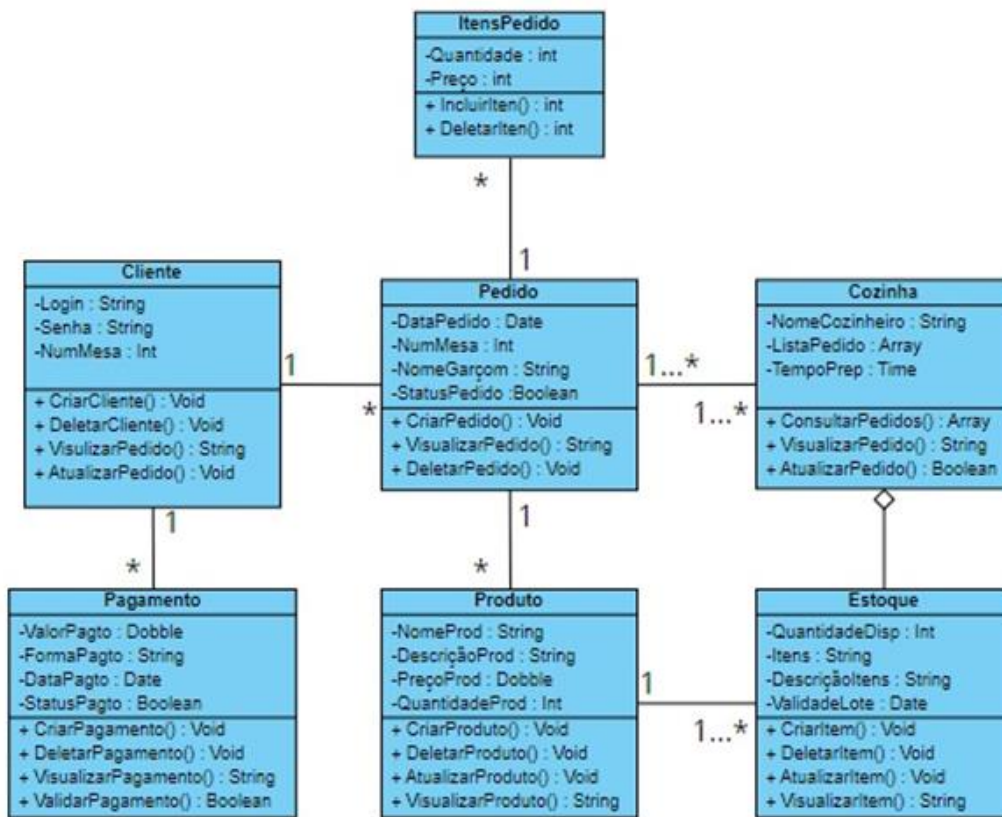 ItensPedido
-Quantidade : int
-Preço : int
+ IncluirIten() : int
+ DeletarIten() : int
*
1
Cliente
-Login : String
-Senha : String
-NumMesa : Int
+ CriarCliente() : Void
+ DeletarCliente() : Void
+ VisulizarPedido() : String
+ AtualizarPedido() : Void
1
*
Pedido
-DataPedido : Date
-NumMesa : Int
-NomeGarçom : String
-StatusPedido :Boolean
+ CriarPedido() : Void
+ VisualizarPedido() : String
+ DeletarPedido() : Void
1...*
1...*
Cozinha
-NomeCozinheiro : String
-ListaPedido : Array
-TempoPrep : Time
+ ConsultarPedidos() : Array
+ VisualizarPedido() : String
+ AtualizarPedido() : Boolean
1
*
1
*
Pagamento
-ValorPagto : Dobble
-FormaPagto : String
-DataPagto : Date
-StatusPagto : Boolean
+ CriarPagamento() : Void
+ DeletarPagamento() : Void
+ VisualizarPagamento() : String
+ ValidarPagamento() : Boolean
Produto
-NomeProd : String
-DescriçãoProd : String
-PreçoProd : Dobble
-QuantidadeProd : Int
+ CriarProduto() : Void
+ DeletarProduto() : Void
+ AtualizarProduto() : Void
+ VisualizarProduto() : String
1
1...*
Estoque
-QuantidadeDisp : Int
-Itens : String
-DescriçãoItens : String
-ValidadeLote : Date
+ CriarItem() : Void
+ DeletarItem() : Void
+ AtualizarItem() : Void
+ VisualizarItem() : String